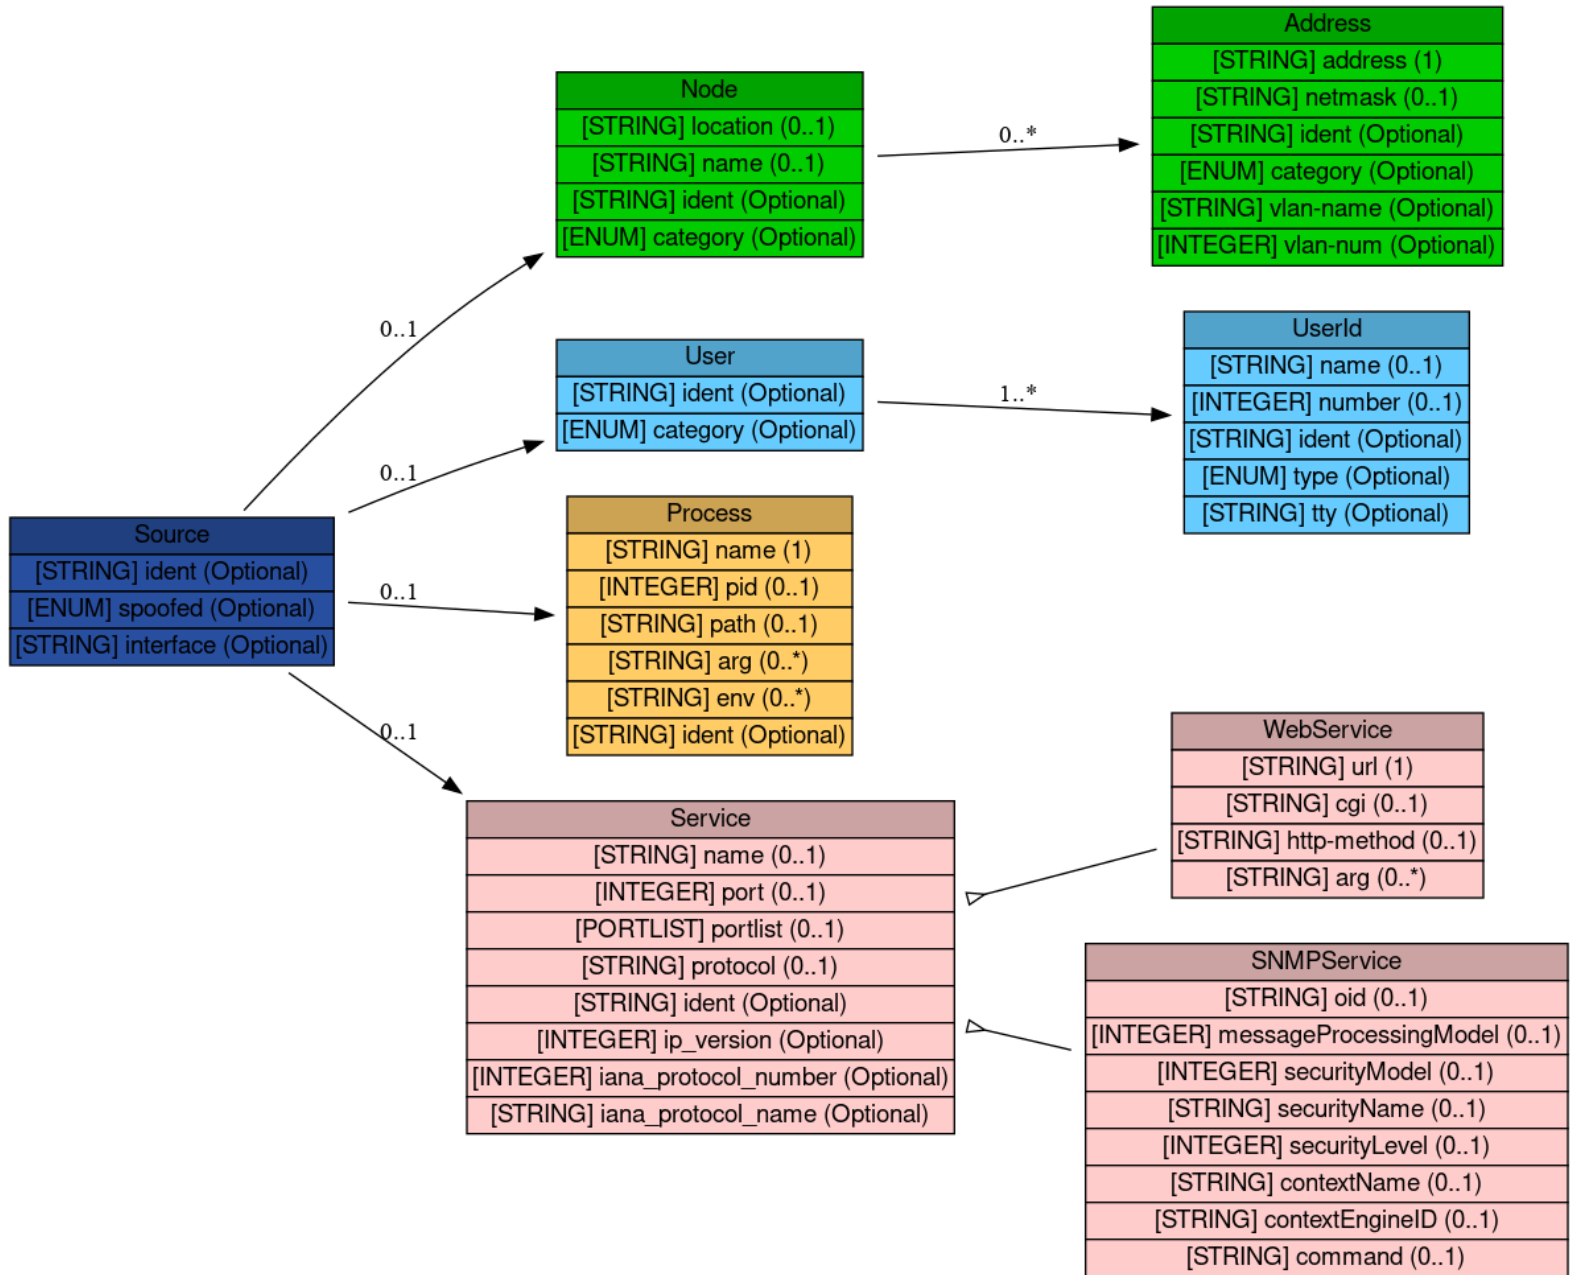 Address
[STRING] address (1)
[STRING] netmask (0..1)
[STRING] ident (Optional)
[ENUM] category (Optional)
[STRING] vlan-name (Optional)
[INTEGER] vlan-num (Optional)
Node
[STRING] location (0..1)
[STRING] name (0..1)
[STRING] ident (Optional)
[ENUM] category (Optional)
0..*
0..1
User
[STRING] ident (Optional)
[ENUM] category (Optional)
1..*
UserId
[STRING] name (0..1)
[INTEGER] number (0..1)
[STRING] ident (Optional)
[ENUM] type (Optional)
[STRING] tty (Optional)
0..1
Source
[STRING] ident (Optional)
[ENUM] spoofed (Optional)
[STRING] interface (Optional)
0..1
Process
[STRING] name (1)
[INTEGER] pid (0..1)
[STRING] path (0..1)
[STRING] arg (0..*)
[STRING] env (0..*)
[STRING] ident (Optional)
0..1
Service
[STRING] name (0..1)
[INTEGER] port (0..1)
[PORTLIST] portlist (0..1)
[STRING] protocol (0..1)
[STRING] ident (Optional)
[INTEGER] ip_version (Optional)
[INTEGER] iana_protocol_number (Optional)
[STRING] iana_protocol_name (Optional)
WebService
[STRING] url (1)
[STRING] cgi (0..1)
[STRING] http-method (0..1)
[STRING] arg (0..*)
SNMPService
[STRING] oid (0..1)
[INTEGER] messageProcessingModel (0..1)
[INTEGER] securityModel (0..1)
[STRING] securityName (0..1)
[INTEGER] securityLevel (0..1)
[STRING] contextName (0..1)
[STRING] contextEngineID (0..1)
[STRING] command (0..1)